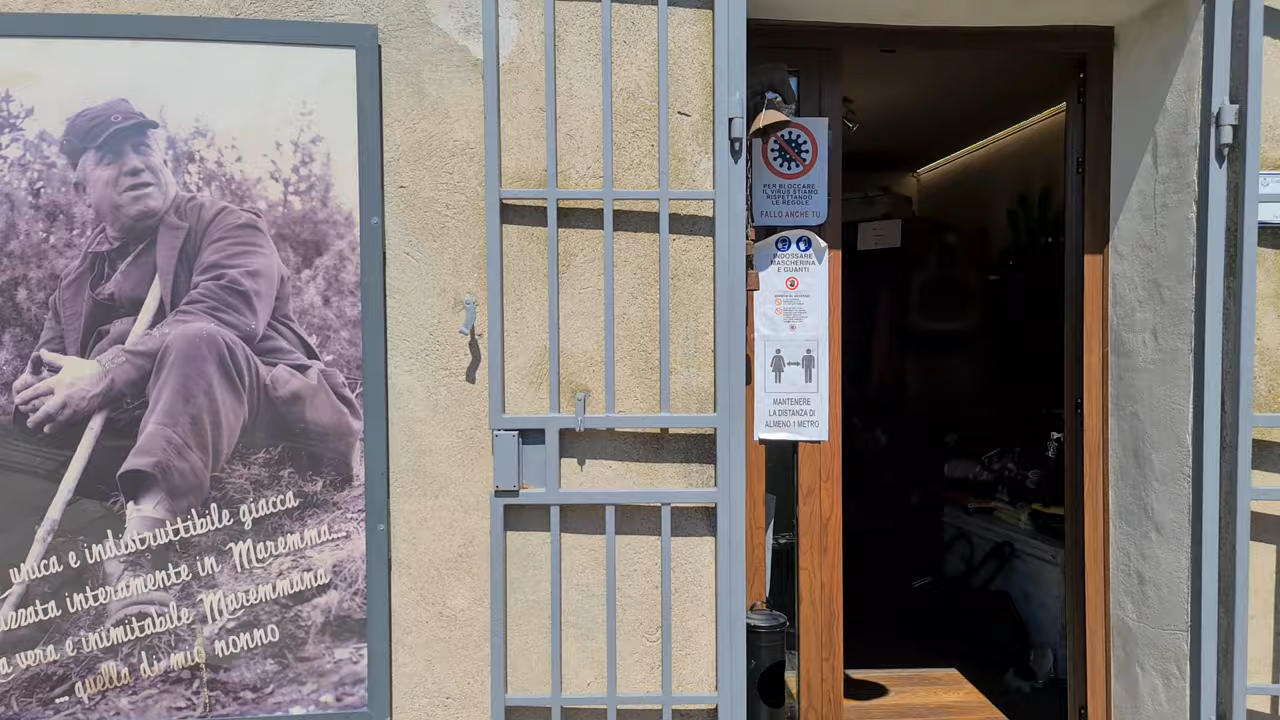 unica e indistruttibile giacca
interamente in Maremma...
vera e inimitabile Maremmana
... quella di mio nonno
PER BLOCCARE
IL VIRUS STIAMO
RISPETTANDO
LE REGOLE
FALLO ANCHE TU
INDOSSARE
MASCHERINA
E GUANTI
MANTENERE
LA DISTANZA DI
ALMENO 1 METRO